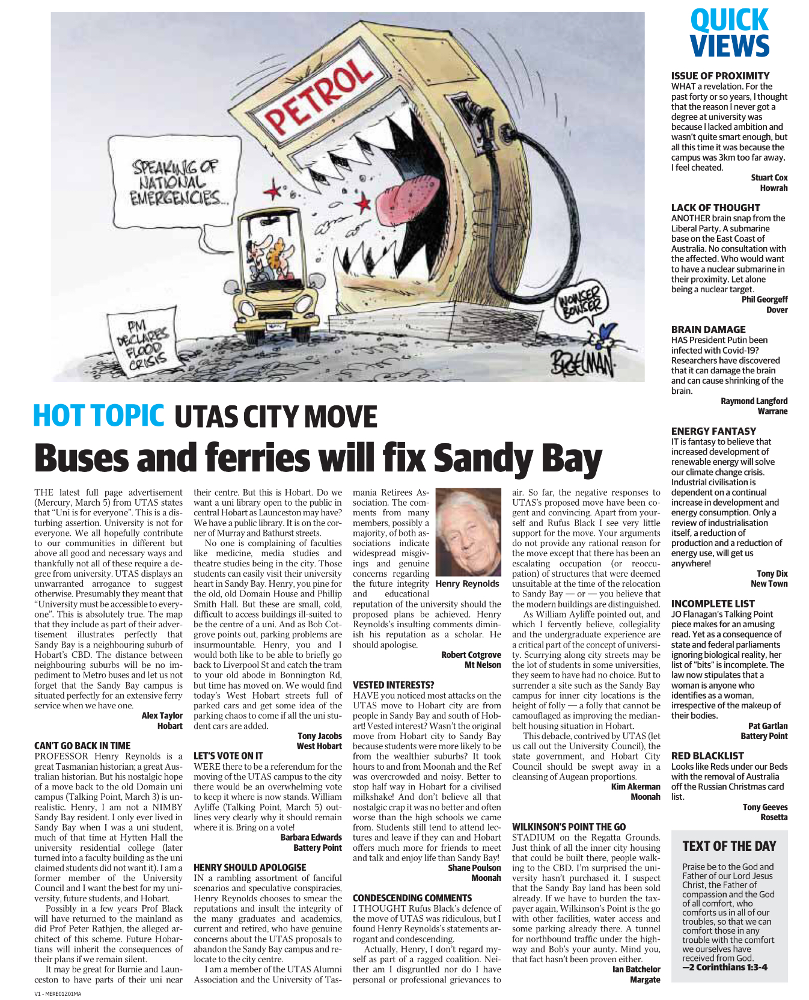 PETROL
SPEAKING OF
NATIONAL
EMERGENCIES...
PM
DECLARES
FLOOD
CRISIS
WOWSER
BOWSER
BROELMAN.
HOT TOPIC UTAS CITY MOVE
Buses and ferries will fix Sandy Bay
THE latest full page advertisement
(Mercury, March 5) from UTAS states
that “Uni is for everyone”. This is a dis-
turbing assertion. University is not for
everyone. We all hopefully contribute
to our communities in different but
above all good and necessary ways and
thankfully not all of these require a de-
gree from university. UTAS displays an
unwarranted arrogance to suggest
otherwise. Presumably they meant that
“University must be accessible to every-
one”. This is absolutely true. The map
that they include as part of their adver-
tisement illustrates perfectly that
Sandy Bay is a neighbouring suburb of
Hobart’s CBD. The distance between
neighbouring suburbs will be no im-
pediment to Metro buses and let us not
forget that the Sandy Bay campus is
situated perfectly for an extensive ferry
service when we have one.
Alex Taylor
Hobart
CAN’T GO BACK IN TIME
PROFESSOR Henry Reynolds is a
great Tasmanian historian; a great Aus-
tralian historian. But his nostalgic hope
of a move back to the old Domain uni
campus (Talking Point, March 3) is un-
realistic. Henry, I am not a NIMBY
Sandy Bay resident. I only ever lived in
Sandy Bay when I was a uni student,
much of that time at Hytten Hall the
university residential college (later
turned into a faculty building as the uni
claimed students did not want it). I am a
former member of the University
Council and I want the best for my uni-
versity, future students, and Hobart.
Possibly in a few years Prof Black
will have returned to the mainland as
did Prof Peter Rathjen, the alleged ar-
chitect of this scheme. Future Hobar-
tians will inherit the consequences of
their plans if we remain silent.
It may be great for Burnie and Laun-
ceston to have parts of their uni near
their centre. But this is Hobart. Do we
want a uni library open to the public in
central Hobart as Launceston may have?
We have a public library. It is on the cor-
ner of Murray and Bathurst streets.
No one is complaining of faculties
like medicine, media studies and
theatre studies being in the city. Those
students can easily visit their university
heart in Sandy Bay. Henry, you pine for
the old, old Domain House and Phillip
Smith Hall. But these are small, cold,
difficult to access buildings ill-suited to
be the centre of a uni. And as Bob Cot-
grove points out, parking problems are
insurmountable. Henry, you and I
would both like to be able to briefly go
back to Liverpool St and catch the tram
to your old abode in Bonnington Rd,
but time has moved on. We would find
today’s West Hobart streets full of
parked cars and get some idea of the
parking chaos to come if all the uni stu-
dent cars are added.
Tony Jacobs
West Hobart
LET’S VOTE ON IT
WERE there to be a referendum for the
moving of the UTAS campus to the city
there would be an overwhelming vote
to keep it where is now stands. William
Ayliffe (Talking Point, March 5) out-
lines very clearly why it should remain
where it is. Bring on a vote!
Barbara Edwards
Battery Point
HENRY SHOULD APOLOGISE
IN a rambling assortment of fanciful
scenarios and speculative conspiracies,
Henry Reynolds chooses to smear the
reputations and insult the integrity of
the many graduates and academics,
current and retired, who have genuine
concerns about the UTAS proposals to
abandon the Sandy Bay campus and re-
locate to the city centre.
I am a member of the UTAS Alumni
Association and the University of Tas-
mania Retirees As-
sociation. The com-
ments from many
members, possibly a
majority, of both as-
sociations indicate
widespread misgiv-
ings and genuine
concerns regarding
the future integrity
and educational
reputation of the university should the
proposed plans be achieved. Henry
Reynolds’s insulting comments dimin-
ish his reputation as a scholar. He
should apologise.
Robert Cotgrove
Mt Nelson
Henry Reynolds
VESTED INTERESTS?
HAVE you noticed most attacks on the
UTAS move to Hobart city are from
people in Sandy Bay and south of Hob-
art! Vested interest? Wasn’t the original
move from Hobart city to Sandy Bay
because students were more likely to be
from the wealthier suburbs? It took
hours to and from Moonah and the Ref
was overcrowded and noisy. Better to
stop half way in Hobart for a civilised
milkshake! And don’t believe all that
nostalgic crap it was no better and often
worse than the high schools we came
from. Students still tend to attend lec-
tures and leave if they can and Hobart
offers much more for friends to meet
and talk and enjoy life than Sandy Bay!
Shane Poulson
Moonah
CONDESCENDING COMMENTS
I THOUGHT Rufus Black’s defence of
the move of UTAS was ridiculous, but I
found Henry Reynolds’s statements ar-
rogant and condescending.
Actually, Henry, I don’t regard my-
self as part of a ragged coalition. Nei-
ther am I disgruntled nor do I have
personal or professional grievances to
air. So far, the negative responses to
UTAS’s proposed move have been co-
gent and convincing. Apart from your-
self and Rufus Black I see very little
support for the move. Your arguments
do not provide any rational reason for
the move except that there has been an
escalating occupation (or reoccu-
pation) of structures that were deemed
unsuitable at the time of the relocation
to Sandy Bay — or — you believe that
the modern buildings are distinguished.
As William Ayliffe pointed out, and
which I fervently believe, collegiality
and the undergraduate experience are
a critical part of the concept of universi-
ty. Scurrying along city streets may be
the lot of students in some universities,
they seem to have had no choice. But to
surrender a site such as the Sandy Bay
campus for inner city locations is the
height of folly — a folly that cannot be
camouflaged as improving the median-
belt housing situation in Hobart.
This debacle, contrived by UTAS (let
us call out the University Council), the
state government, and Hobart City
Council should be swept away in a
cleansing of Augean proportions.
Kim Akerman
Moonah
WILKINSON’S POINT THE GO
STADIUM on the Regatta Grounds.
Just think of all the inner city housing
that could be built there, people walk-
ing to the CBD. I’m surprised the uni-
versity hasn’t purchased it. I suspect
that the Sandy Bay land has been sold
already. If we have to burden the tax-
payer again, Wilkinson’s Point is the go
with other facilities, water access and
some parking already there. A tunnel
for northbound traffic under the high-
way and Bob’s your aunty. Mind you,
that fact hasn’t been proven either.
Ian Batchelor
Margate
QUICK
VIEWS
ISSUE OF PROXIMITY
WHAT a revelation. For the
past forty or so years, I thought
that the reason I never got a
degree at university was
because I lacked ambition and
wasn’t quite smart enough, but
all this time it was because the
campus was 3km too far away.
I feel cheated.
Stuart Cox
Howrah
LACK OF THOUGHT
ANOTHER brain snap from the
Liberal Party. A submarine
base on the East Coast of
Australia. No consultation with
the affected. Who would want
to have a nuclear submarine in
their proximity. Let alone
being a nuclear target.
Phil Georgeff
Dover
BRAIN DAMAGE
HAS President Putin been
infected with Covid-19?
Researchers have discovered
that it can damage the brain
and can cause shrinking of the
brain.
Raymond Langford
Warrane
ENERGY FANTASY
IT is fantasy to believe that
increased development of
renewable energy will solve
our climate change crisis.
Industrial civilisation is
dependent on a continual
increase in development and
energy consumption. Only a
review of industrialisation
itself, a reduction of
production and a reduction of
energy use, will get us
anywhere!
Tony Dix
New Town
INCOMPLETE LIST
JO Flanagan’s Talking Point
piece makes for an amusing
read. Yet as a consequence of
state and federal parliaments
ignoring biological reality, her
list of “bits” is incomplete. The
law now stipulates that a
woman is anyone who
identifies as a woman,
irrespective of the makeup of
their bodies.
Pat Gartlan
Battery Point
RED BLACKLIST
Looks like Reds under our Beds
with the removal of Australia
off the Russian Christmas card
list.
Tony Geeves
Rosetta
TEXT OF THE DAY
Praise be to the God and
Father of our Lord Jesus
Christ, the Father of
compassion and the God
of all comfort, who
comforts us in all of our
troubles, so that we can
comfort those in any
trouble with the comfort
we ourselves have
received from God.
—2 Corinthians 1:3-4
V1 - MERE01Z01MA